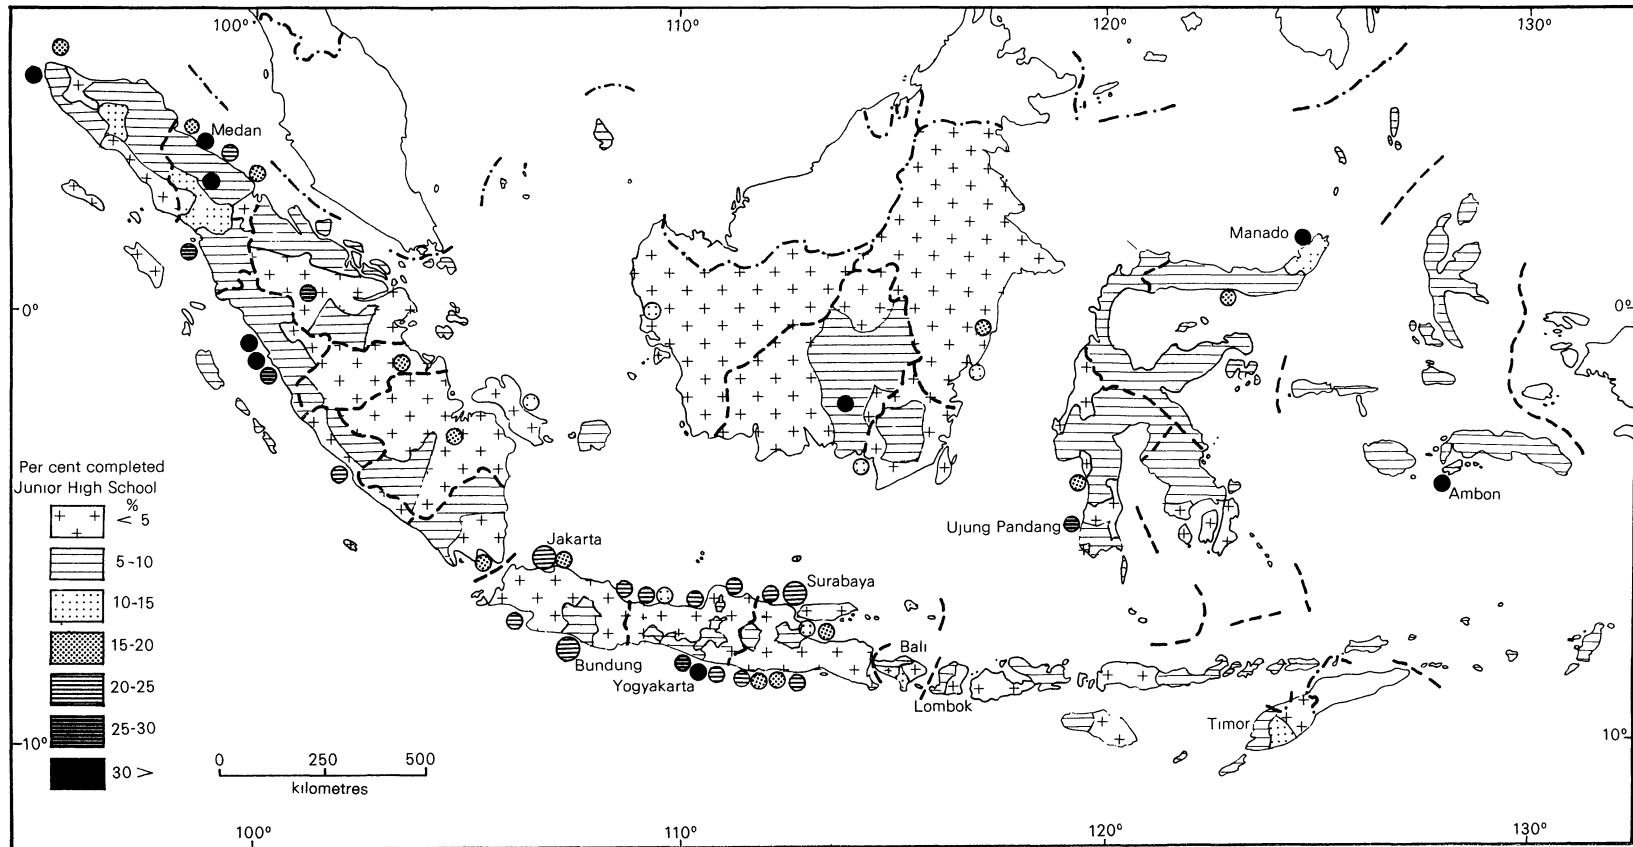 100° 110° 120° 130°
Medan
Manado
0° 0°
Per cent completed
Junior High School
%
< 5
5-10
10-15
15-20
20-25
25-30
30 >
Ambon
Ujung Pandang
Jakarta
Surabaya
Bundung
Yogyakarta
Bali
Lombok
Timor
10° 10°
0 250 500
kilometres
100° 110° 120° 130°